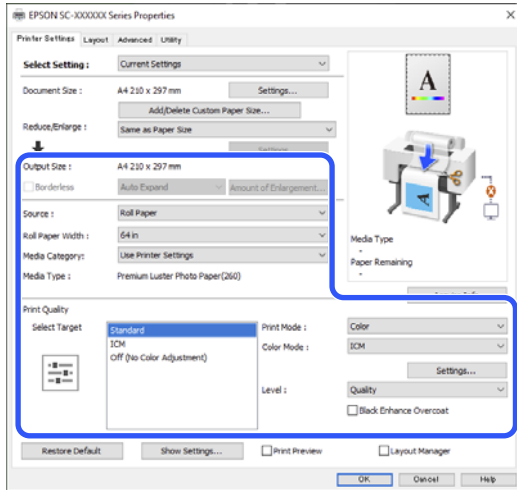 EPSON SC-XXXXXX Series Properties
Printer Settings Layout Advanced Utility
Select Setting : Current Settings
Document Size : A4 210 x 297 mm Settings...
Add/Delete Custom Paper Size...
Reduce/Enlarge : Same as Paper Size
Settings...
Output Size : A4 210 x 297 mm
Borderless Auto Expand Amount of Enlargement...
Source : Roll Paper
Roll Paper Width : 64 in
Media Category: Use Printer Settings
Media Type : Premium Luster Photo Paper(260)
A
A
Media Type
-
Paper Remaining
-
Print Quality
Select Target
Standard
ICM
Off (No Color Adjustment)
Print Mode : Color
Color Mode : ICM
Settings...
Level : Quality
Black Enhance Overcoat
Restore Default Show Settings... Print Preview Layout Manager
OK Cancel Help